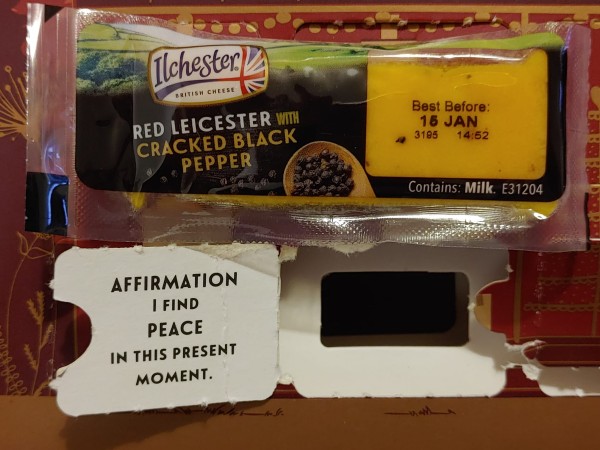 Ilchester
BRITISH CHEESE
RED LEICESTER WITH
CRACKED BLACK
PEPPER
Best Before:
15 JAN
3195 14:52
Contains: Milk. E31204
AFFIRMATION
I FIND
PEACE
IN THIS PRESENT
MOMENT.